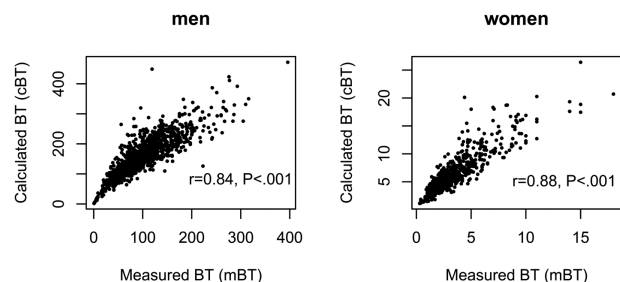 men
Calculated BT (cBT)
400
200
0
r=0.84, P<.001
0 100 200 300 400
Measured BT (mBT)
women
Calculated BT (cBT)
20
10
5
r=0.88, P<.001
0 5 10 15
Measured BT (mBT)